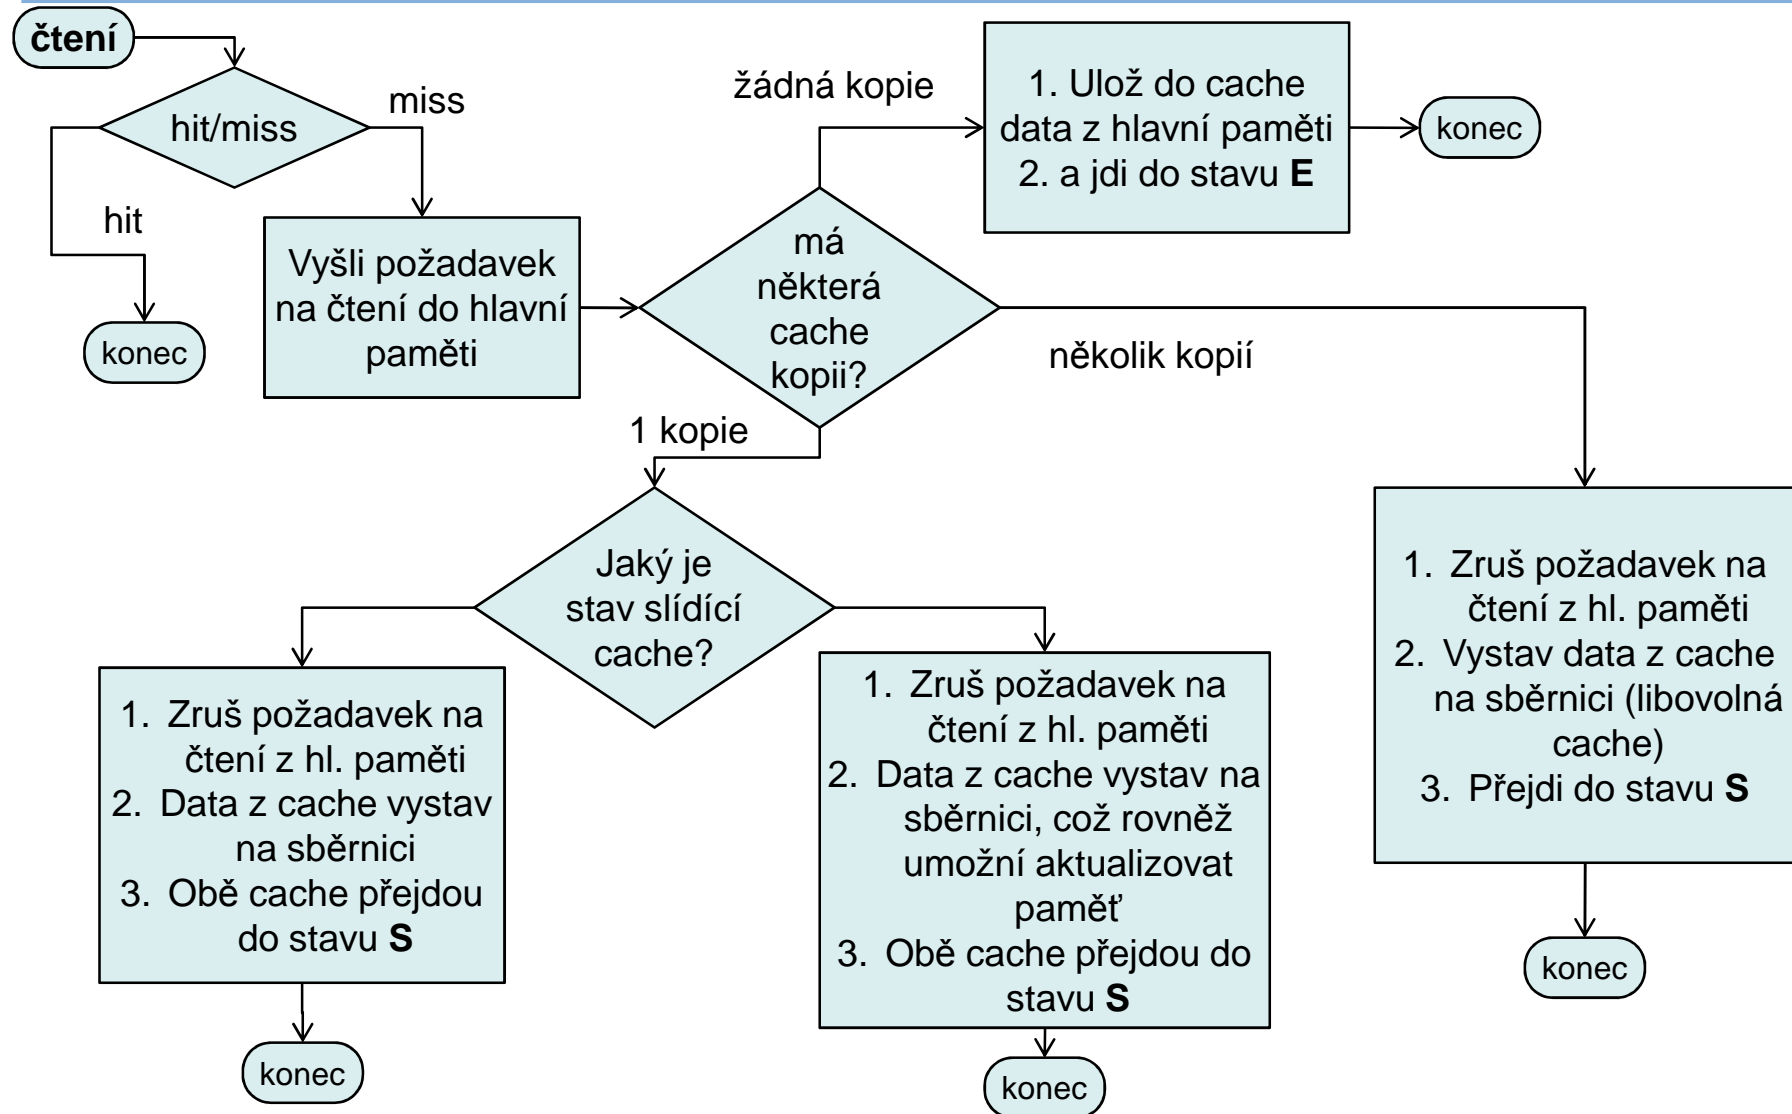 čtení
hit/miss
miss
hit
konec
Vyšli požadavek
na čtení do hlavní
paměti
má
některá
cache
kopii?
žádná kopie
1. Ulož do cache
data z hlavní paměti
2. a jdi do stavu E
konec
několik kopií
1 kopie
Jaký je
stav slídící
cache?
1. Zruš požadavek na
čtení z hl. paměti
2. Data z cache vystav
na sběrnici
3. Obě cache přejdou
do stavu S
konec
1. Zruš požadavek na
čtení z hl. paměti
2. Data z cache vystav na
sběrnici, což rovněž
umožní aktualizovat
paměť
3. Obě cache přejdou do
stavu S
konec
1. Zruš požadavek na
čtení z hl. paměti
2. Vystav data z cache
na sběrnici (libovolná
cache)
3. Přejdi do stavu S
konec